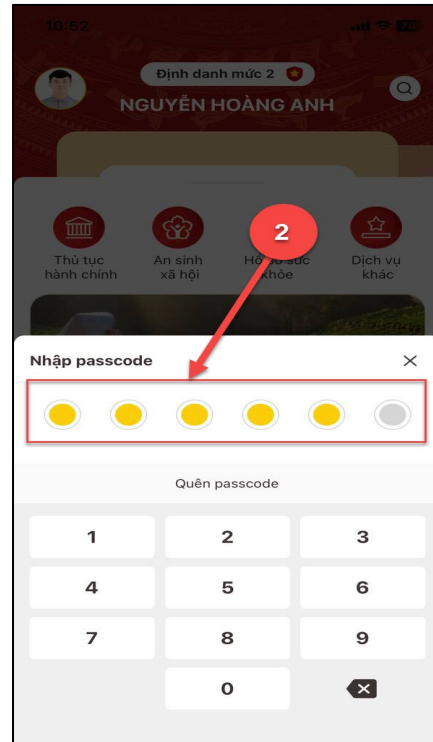 10:52
Định danh mức 2
NGUYỄN HOÀNG ANH
Thủ tục
hành chính
An sinh
xã hội
Hồ sơ sức
khỏe
Dịch vụ
khác
2
Nhập passcode
Quên passcode
1 2 3
4 5 6
7 8 9
0